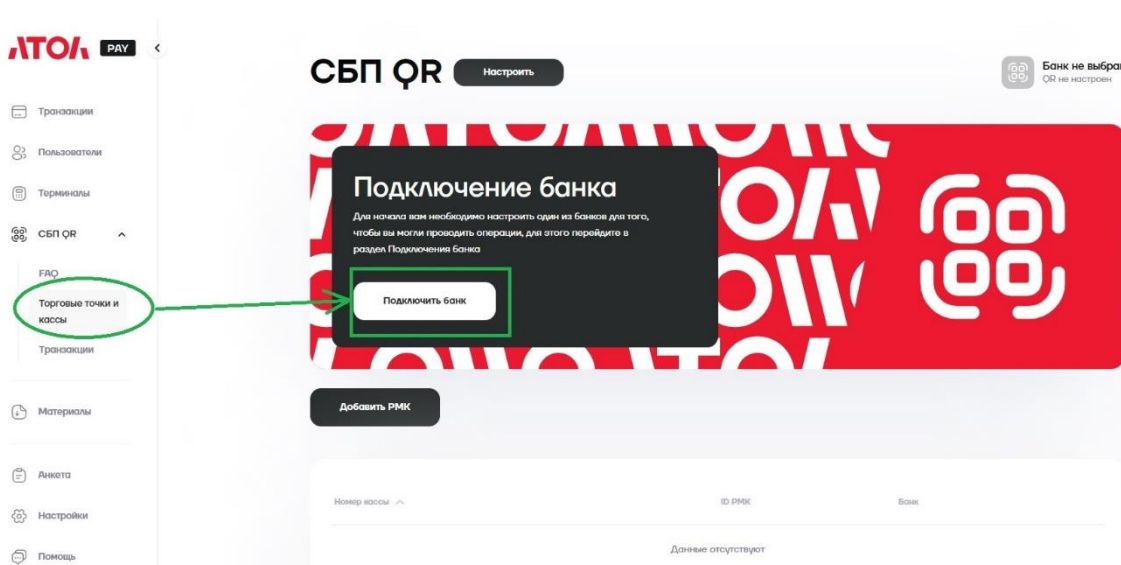 АТОЛ PAY
Транзакции
Пользователи
Терминалы
СБП QR
FAQ
Торговые точки и
кассы
Транзакции
Материалы
Анкета
Настройки
Помощь
СБП QR
Настроить
Банк не выбран
QR не настроен
Подключение банка
Для начала вам необходимо настроить один из банков для того,
чтобы вы могли проводить операции, для этого перейдите в
раздел Подключения банка
Подключить банк
Добавить РМК
Номер кассы
ID РМК
Банк
Данные отсутствуют